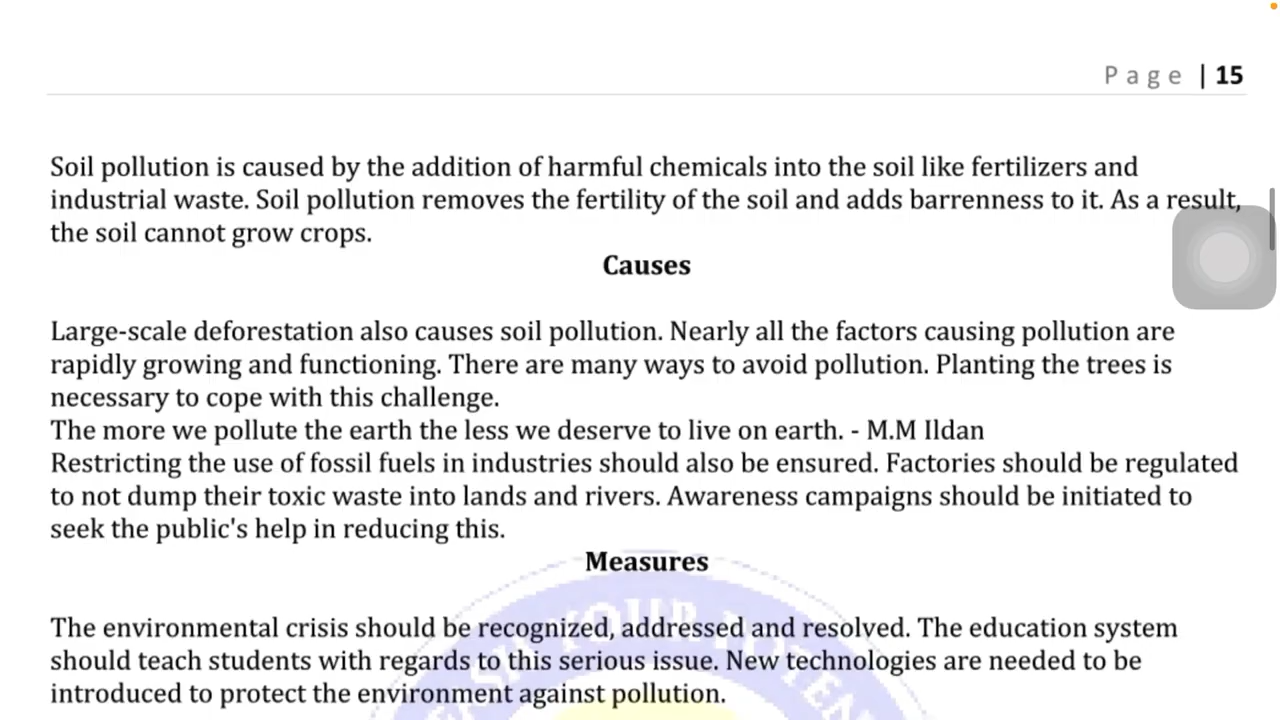 Page | 15
Soil pollution is caused by the addition of harmful chemicals into the soil like fertilizers and
industrial waste. Soil pollution removes the fertility of the soil and adds barrenness to it. As a result,
the soil cannot grow crops.
Causes
Large-scale deforestation also causes soil pollution. Nearly all the factors causing pollution are
rapidly growing and functioning. There are many ways to avoid pollution. Planting the trees is
necessary to cope with this challenge.
The more we pollute the earth the less we deserve to live on earth. - M.M Ildan
Restricting the use of fossil fuels in industries should also be ensured. Factories should be regulated
to not dump their toxic waste into lands and rivers. Awareness campaigns should be initiated to
seek the public's help in reducing this.
Measures
The environmental crisis should be recognized, addressed and resolved. The education system
should teach students with regards to this serious issue. New technologies are needed to be
introduced to protect the environment against pollution.